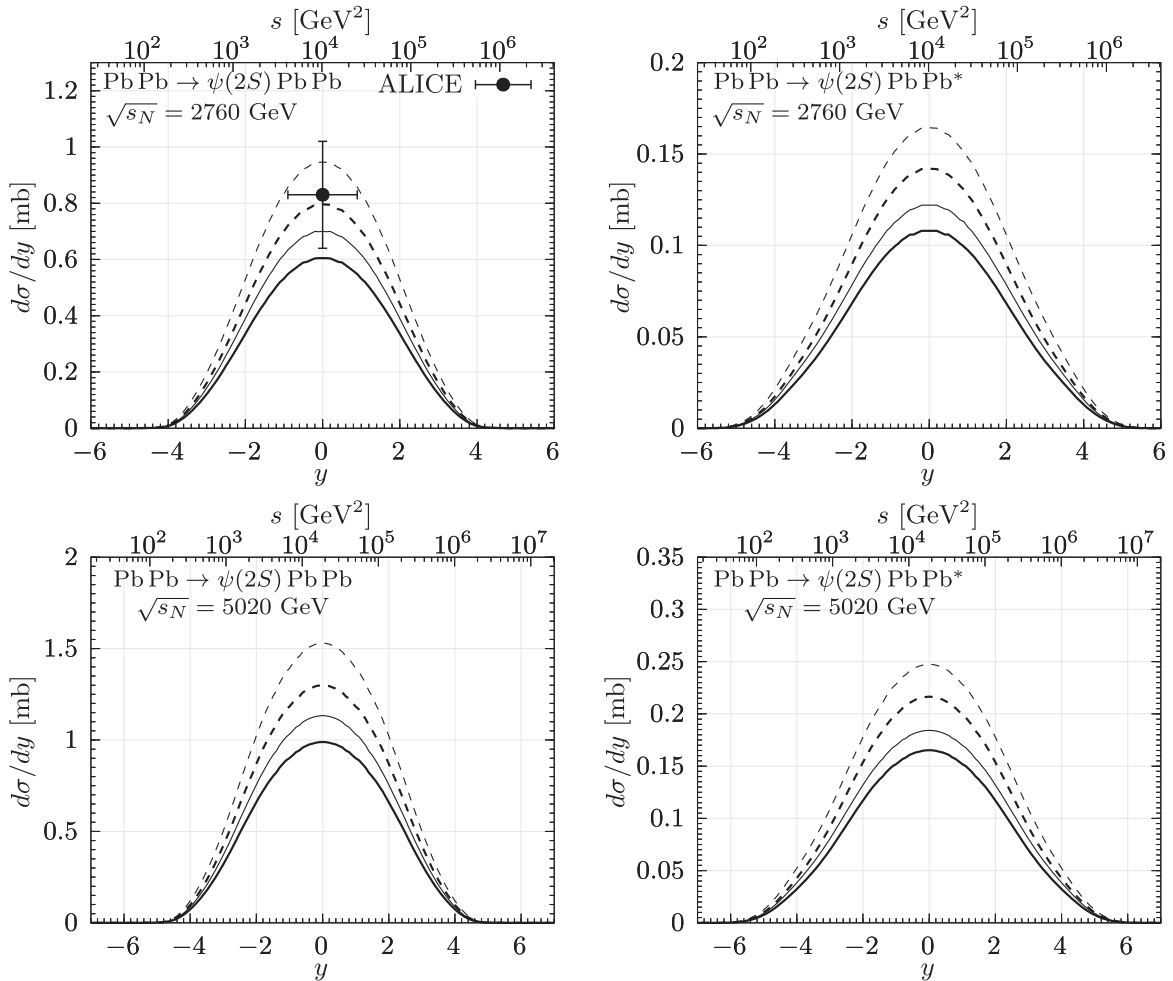 s [GeV²]
10² 10³ 10⁴ 10⁵ 10⁶
Pb Pb → ψ(2S) Pb Pb ALICE
√s_N = 2760 GeV
dσ/dy [mb]
1.2
1
0.8
0.6
0.4
0.2
0
−6 −4 −2 0 2 4 6
y
s [GeV²]
10² 10³ 10⁴ 10⁵ 10⁶
Pb Pb → ψ(2S) Pb Pb*
√s_N = 2760 GeV
dσ/dy [mb]
0.2
0.15
0.1
0.05
0
−6 −4 −2 0 2 4 6
y
s [GeV²]
10² 10³ 10⁴ 10⁵ 10⁶ 10⁷
Pb Pb → ψ(2S) Pb Pb
√s_N = 5020 GeV
dσ/dy [mb]
2
1.5
1
0.5
0
−6 −4 −2 0 2 4 6
y
s [GeV²]
10² 10³ 10⁴ 10⁵ 10⁶ 10⁷
Pb Pb → ψ(2S) Pb Pb*
√s_N = 5020 GeV
dσ/dy [mb]
0.35
0.3
0.25
0.2
0.15
0.1
0.05
0
−6 −4 −2 0 2 4 6
y